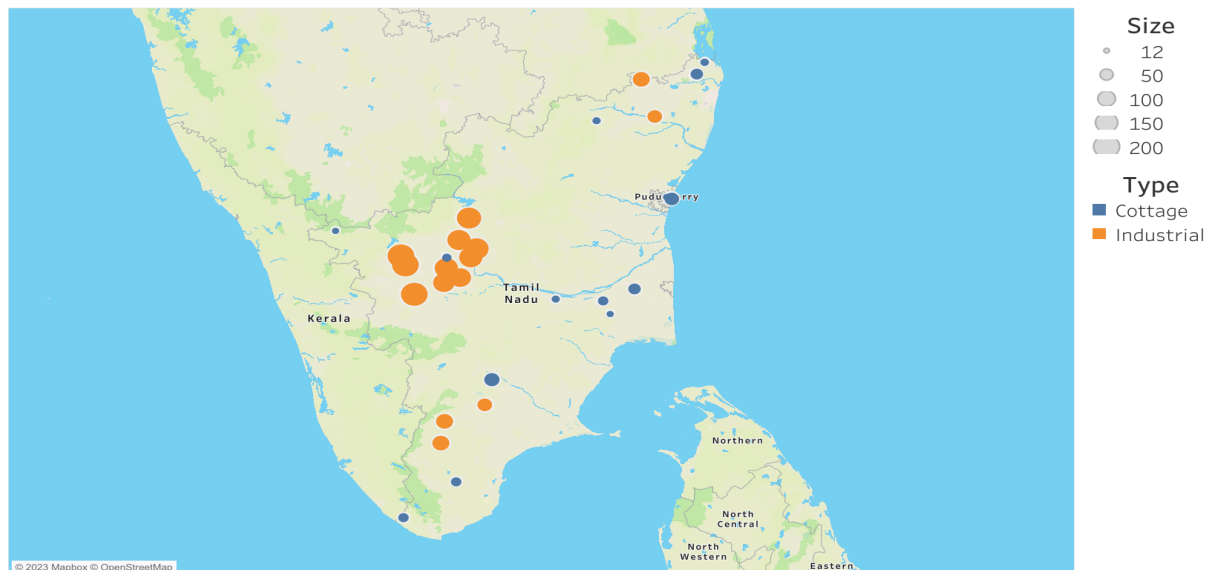 Size
12
50
100
150
200
Type
Cottage
Industrial
Tamil
Nadu
Kerala
Northern
North
Central
North
Western
Eastern
© 2023 Mapbox © OpenStreetMap